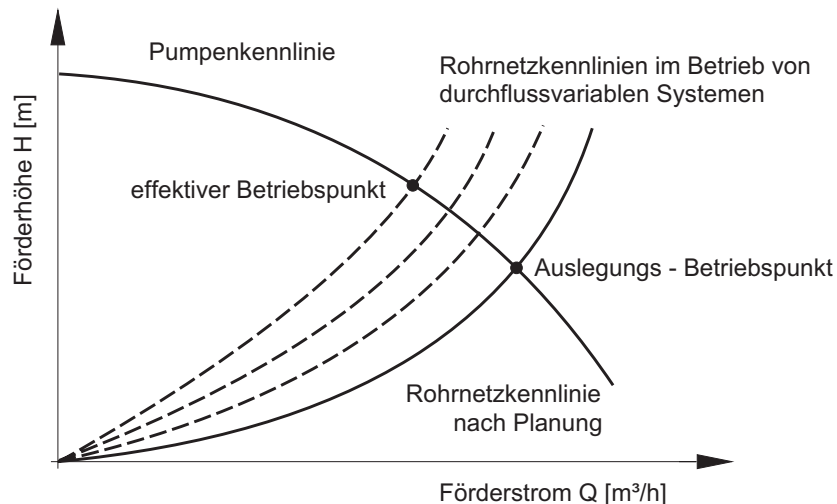 Pumpenkennlinie
Rohrnetzkennlinien im Betrieb von
durchflussvariablen Systemen
Förderhöhe H [m]
effektiver Betriebspunkt
Auslegungs - Betriebspunkt
Rohrnetzkennlinie
nach Planung
Förderstrom Q [m³/h]